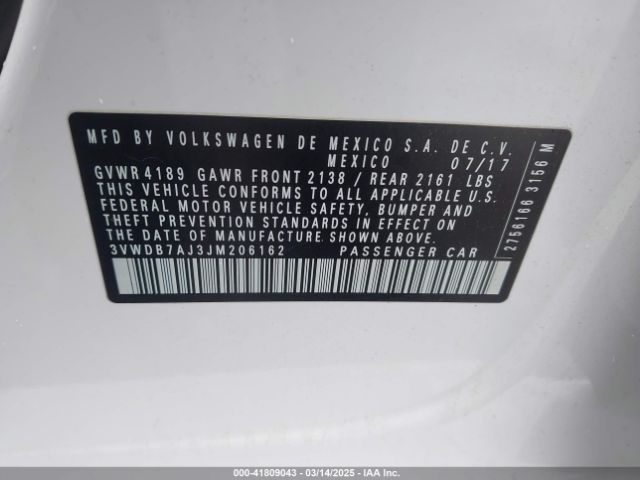 MFD BY VOLKSWAGEN DE MEXICO S.A. DE C.V.
MEXICO 07/17
GVWR 4189 GAWR FRONT 2138 / REAR 2161 LBS
THIS VEHICLE CONFORMS TO ALL APPLICABLE U.S.
FEDERAL MOTOR VEHICLE SAFETY, BUMPER AND
THEFT PREVENTION STANDARDS IN EFFECT ON
THE DATE OF MANUFACTURE SHOWN ABOVE.
3VWDB7AJ3JM206162 PASSENGER CAR
2756166 3156 M
000-41809043 - 03/14/2025 - IAA Inc.